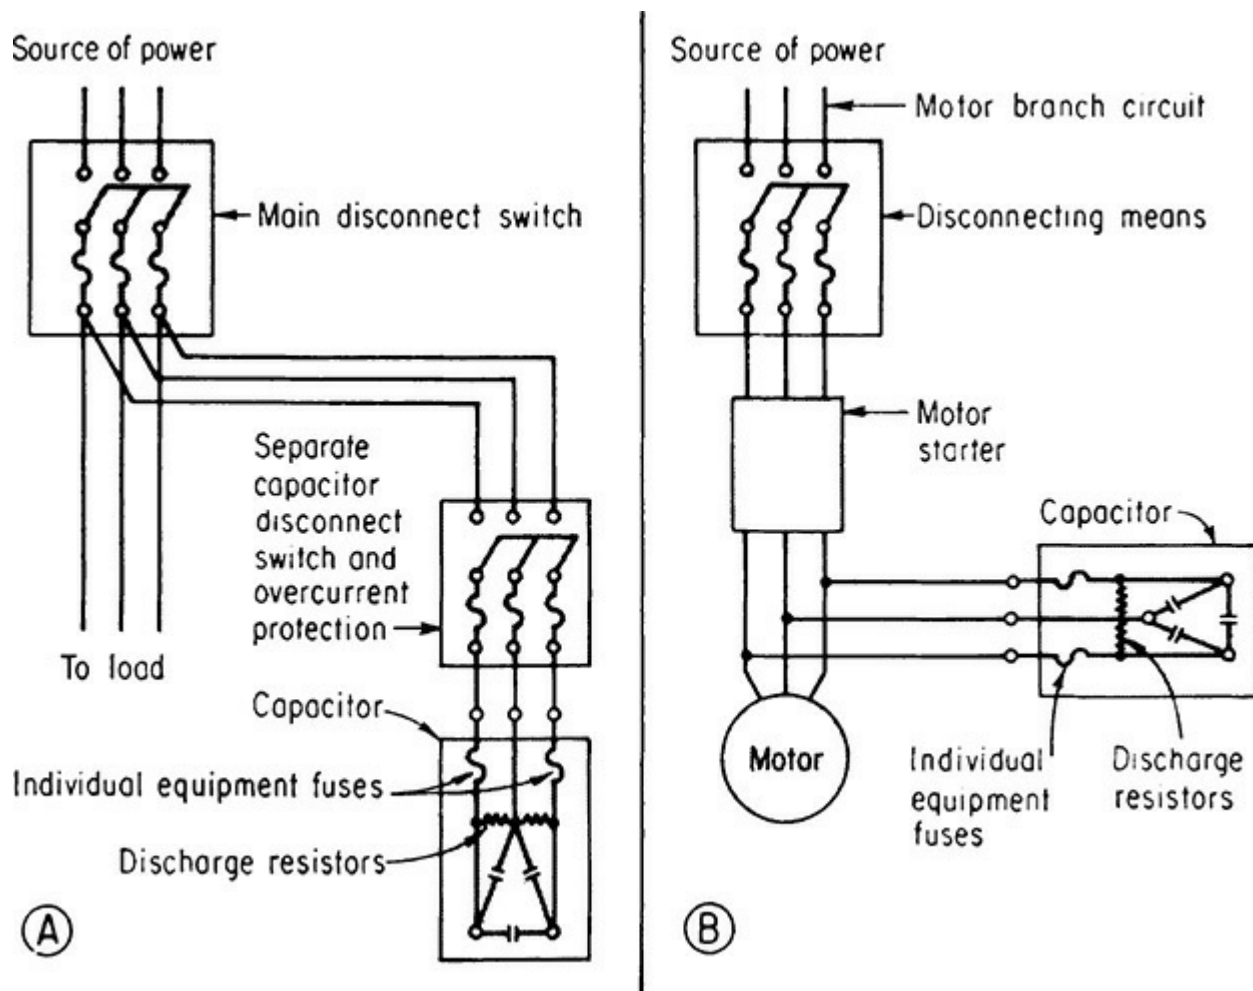 Source of power
Main disconnect switch
Separate
capacitor
disconnect
switch and
overcurrent
protection
To load
Capacitor
Individual equipment fuses
Discharge resistors
A
Source of power
Motor branch circuit
Disconnecting means
Motor
starter
Capacitor
Motor
Individual
equipment
fuses
Discharge
resistors
B